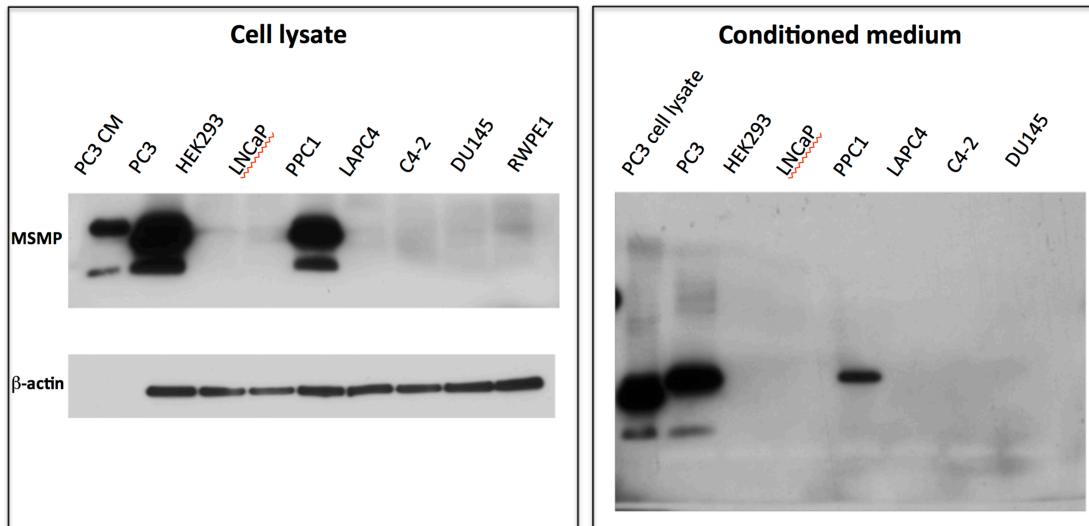 Cell lysate
PC3 CM
PC3
HEK293
LNCaP
PPC1
LAPC4
C4-2
DU145
RWPE1
MSMP
β-actin
Conditioned medium
PC3 cell lysate
PC3
HEK293
LNCaP
PPC1
LAPC4
C4-2
DU145